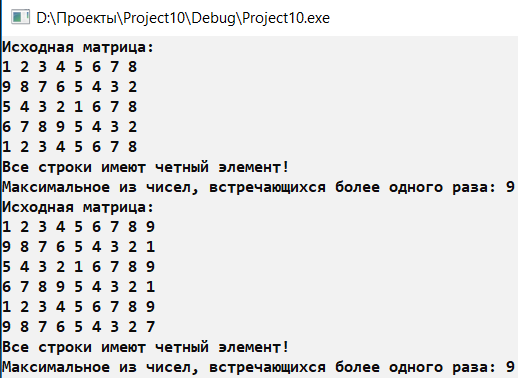 D:\Проекты\Project10\Debug\Project10.exe
Исходная матрица:
1 2 3 4 5 6 7 8
9 8 7 6 5 4 3 2
5 4 3 2 1 6 7 8
6 7 8 9 5 4 3 2
1 2 3 4 5 6 7 8
Все строки имеют четный элемент!
Максимальное из чисел, встречающихся более одного раза: 9
Исходная матрица:
1 2 3 4 5 6 7 8 9
9 8 7 6 5 4 3 2 1
5 4 3 2 1 6 7 8 9
6 7 8 9 5 4 3 2 1
1 2 3 4 5 6 7 8 9
9 8 7 6 5 4 3 2 7
Все строки имеют четный элемент!
Максимальное из чисел, встречающихся более одного раза: 9